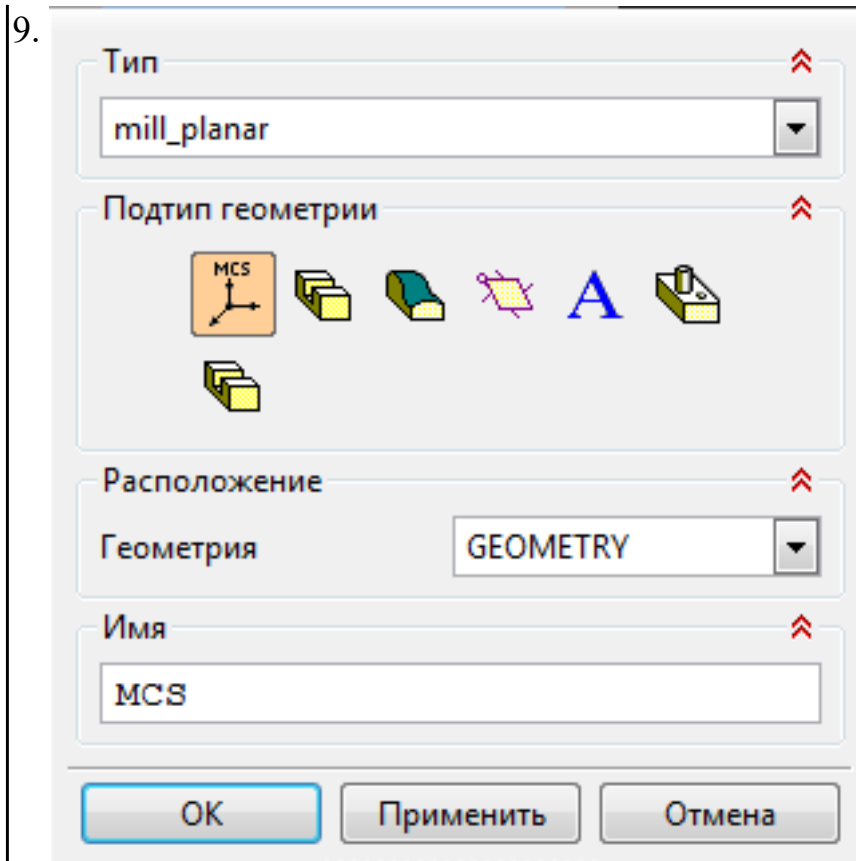 9.
Тип
mill_planar
Подтип геометрии
MCS
A
Расположение
Геометрия GEOMETRY
Имя
MCS
OK Применить Отмена